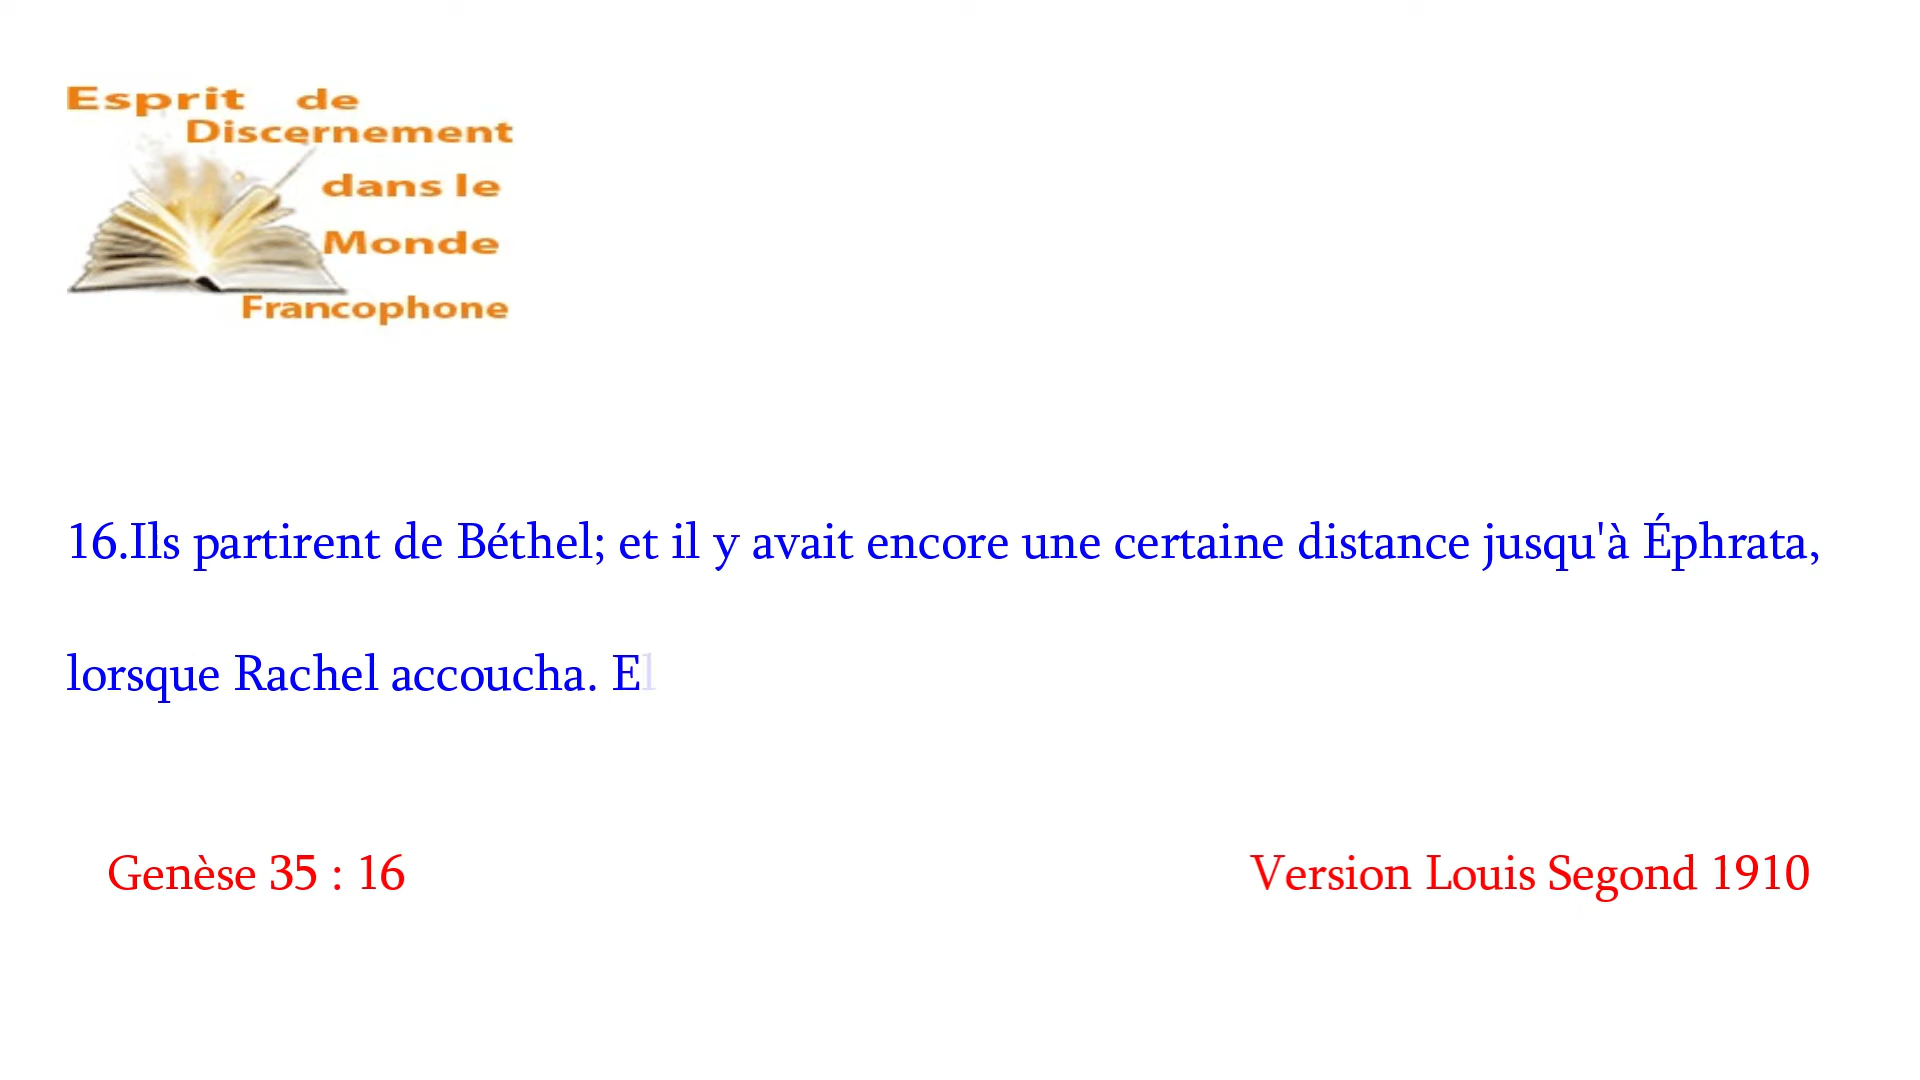 Esprit de
Discernement
dans le
Monde
Francophone
16.Ils partirent de Béthel; et il y avait encore une certaine distance jusqu'à Éphrata,
lorsque Rachel accoucha. El
Genèse 35 : 16
Version Louis Segond 1910